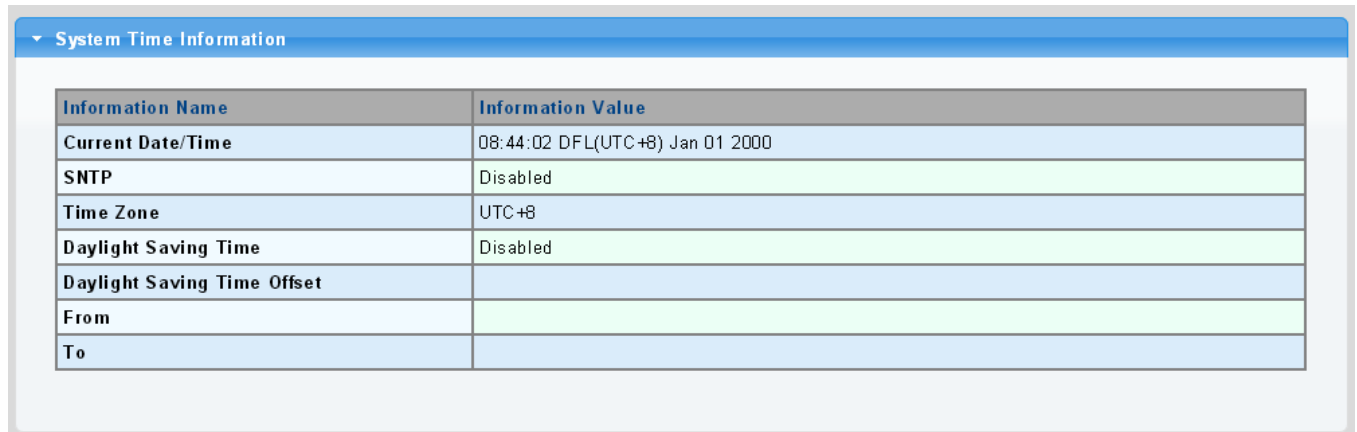 System Time Information
Information Name Information Value
Current Date/Time 08:44:02 DFL(UTC+8) Jan 01 2000
SNTP Disabled
Time Zone UTC+8
Daylight Saving Time Disabled
Daylight Saving Time Offset
From
To